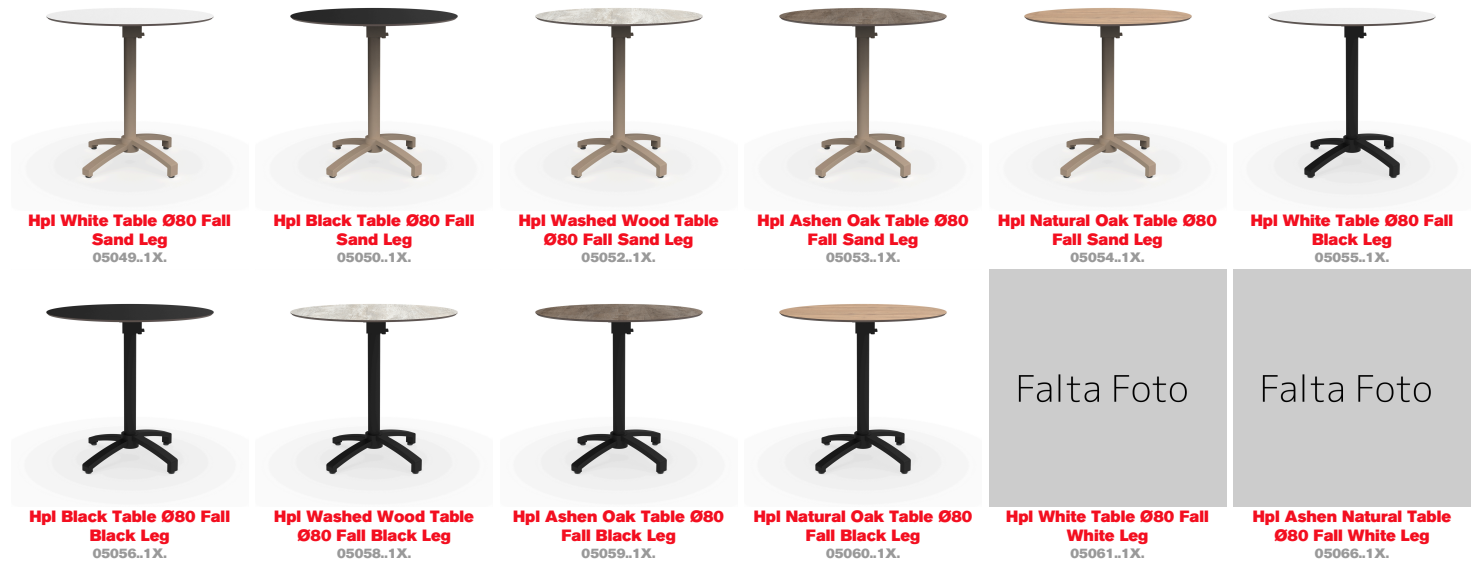 Hpl White Table Ø80 Fall
Sand Leg
05049..1X.
Hpl Black Table Ø80 Fall
Sand Leg
05050..1X.
Hpl Washed Wood Table
Ø80 Fall Sand Leg
05052..1X.
Hpl Ashen Oak Table Ø80
Fall Sand Leg
05053..1X.
Hpl Natural Oak Table Ø80
Fall Sand Leg
05054..1X.
Hpl White Table Ø80 Fall
Black Leg
05055..1X.
Hpl Black Table Ø80 Fall
Black Leg
05056..1X.
Hpl Washed Wood Table
Ø80 Fall Black Leg
05058..1X.
Hpl Ashen Oak Table Ø80
Fall Black Leg
05059..1X.
Hpl Natural Oak Table Ø80
Fall Black Leg
05060..1X.
Falta Foto
Hpl White Table Ø80 Fall
White Leg
05061..1X.
Falta Foto
Hpl Ashen Natural Table
Ø80 Fall White Leg
05066..1X.